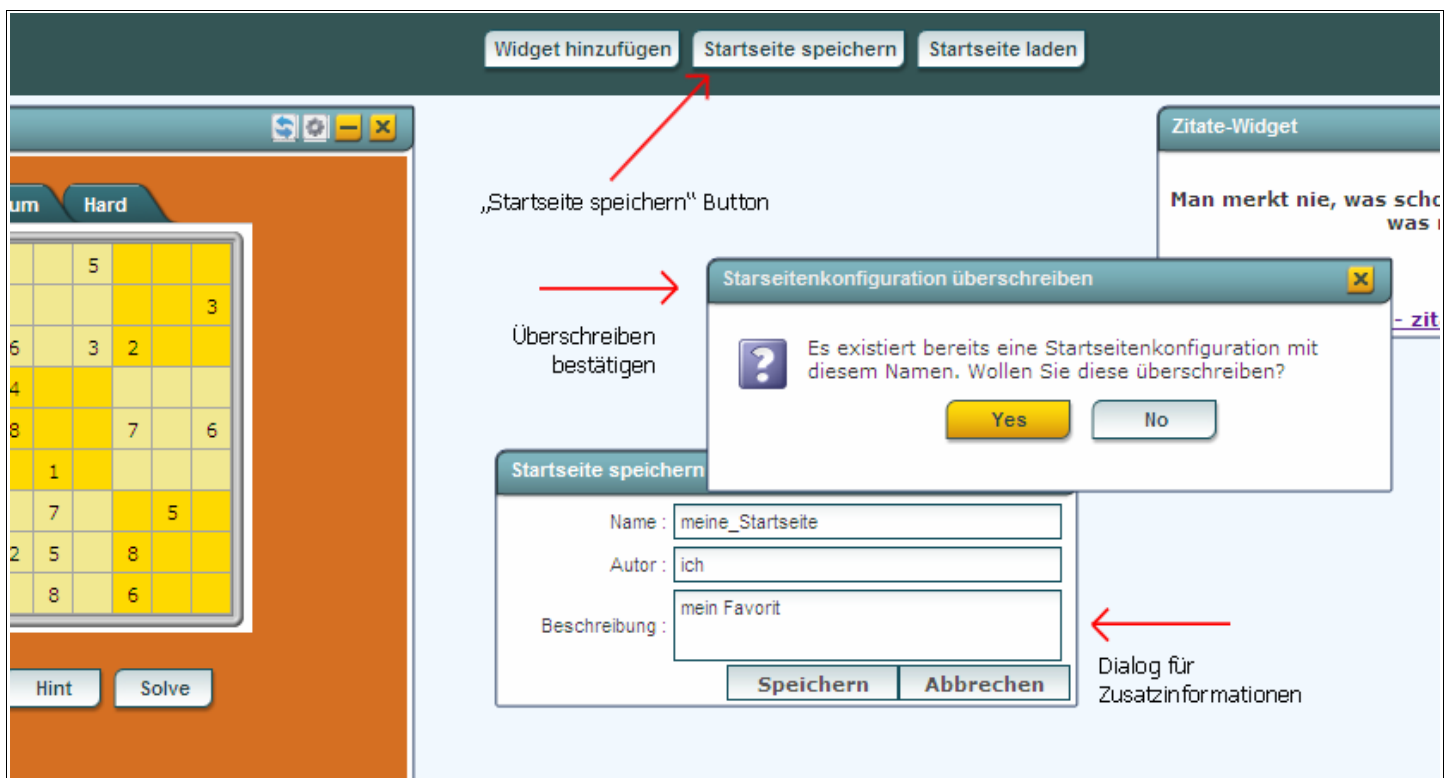 Widget hinzufügen Startseite speichern Startseite laden
Zitate-Widget
um Hard
„Startseite speichern“ Button
Man merkt nie, was scho
was
5
3
6 3 2
4
8 7 6
1
7 5
2 5 8
8 6
Hint Solve
Starseitenkonfiguration überschreiben
- zit
Überschreiben
bestätigen
Es existiert bereits eine Startseitenkonfiguration mit
diesem Namen. Wollen Sie diese überschreiben?
Yes No
Startseite speichern
Name : meine_Startseite
Autor : ich
Beschreibung : mein Favorit
Speichern Abbrechen
Dialog für
Zusatzinformationen